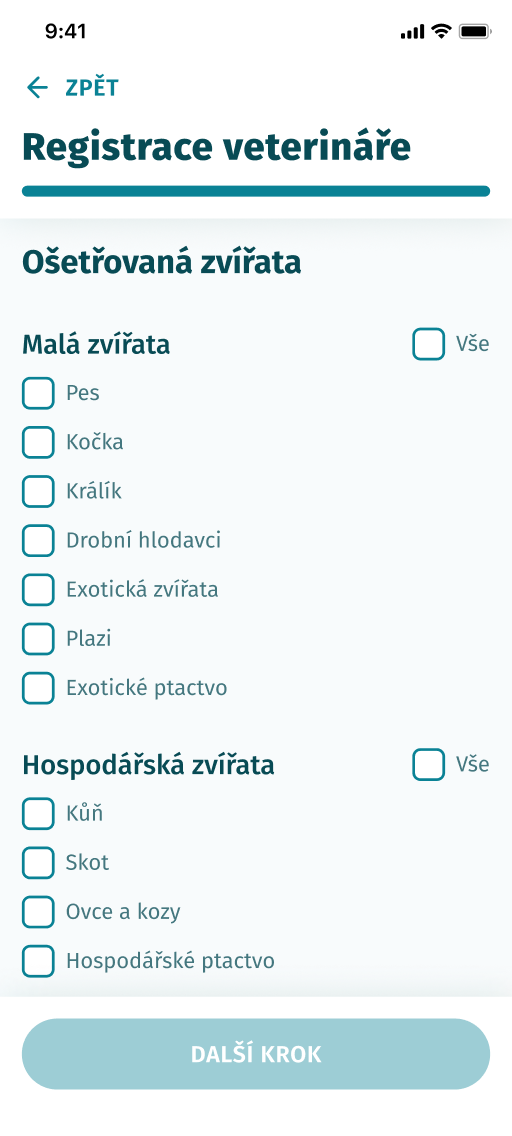 9:41
ZPĚT
Registrace veterináře
Ošetřovaná zvířata
Malá zvířata
Vše
Pes
Kočka
Králík
Drobní hlodavci
Exotická zvířata
Plazi
Exotické ptactvo
Hospodářská zvířata
Vše
Kůň
Skot
Ovce a kozy
Hospodářské ptactvo
DALŠÍ KROK